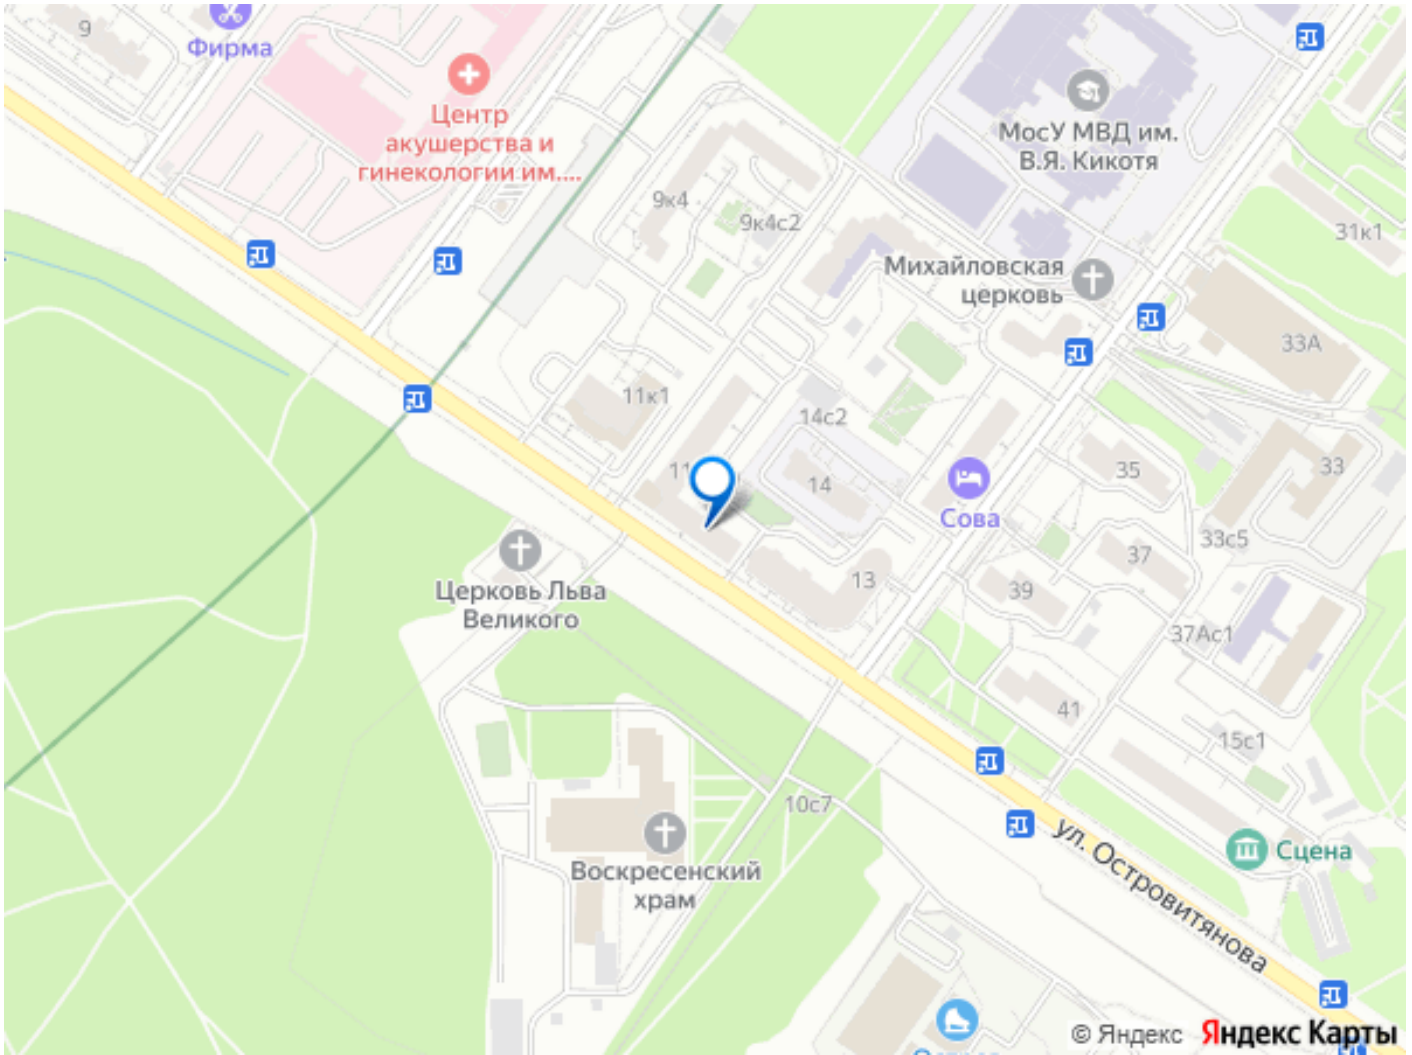 9
Фирма
Центр
акушерства и
гинекологии им....
МосУ МВД им.
В.Я. Кикотя
9к4
9к4с2
31к1
Михайловская
церковь
33А
11к1
14с2
14
Сова
35
33
33с5
37
39
13
Церковь Льва
Великого
37Ас1
41
15с1
10с7
ул. Островитянова
Сцена
Воскресенский
храм
© Яндекс Яндекс Карты